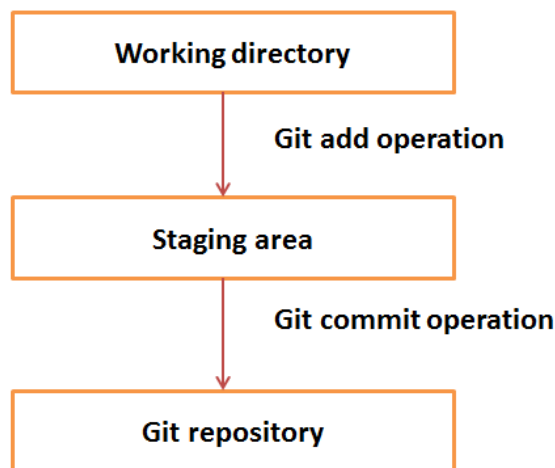 Working directory
Git add operation
Staging area
Git commit operation
Git repository